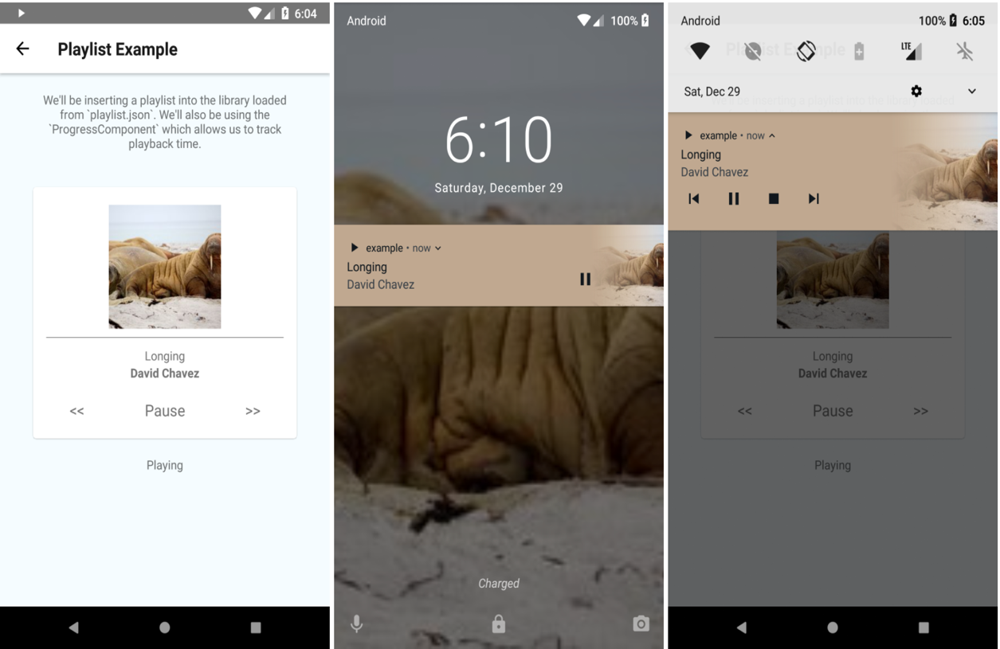 6:04
Playlist Example
We'll be inserting a playlist into the library loaded
from `playlist.json`. We'll also be using the
`ProgressComponent` which allows us to track
playback time.
Longing
David Chavez
<< Pause >>
Playing
Android 100%
6:10
Saturday, December 29
example • now
Longing
David Chavez
Charged
Android 100% 6:05
Playlist Example
LTE
Sat, Dec 29
example • now
Longing
David Chavez
Longing
David Chavez
<< Pause >>
Playing